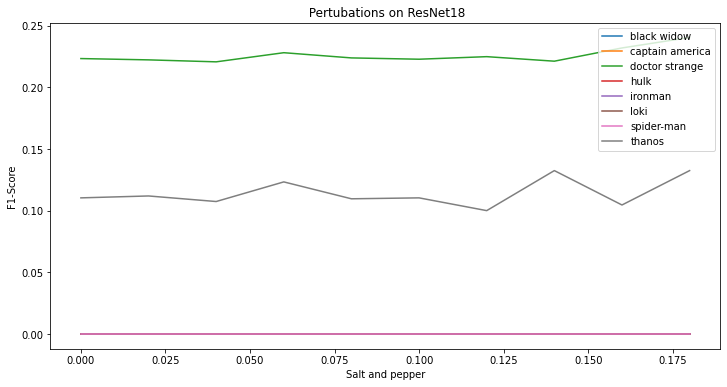 Pertubations on ResNet18
0.25
0.20
0.15
0.10
0.05
0.00
F1-Score
black widow
captain america
doctor strange
hulk
ironman
loki
spider-man
thanos
0.000 0.025 0.050 0.075 0.100 0.125 0.150 0.175
Salt and pepper